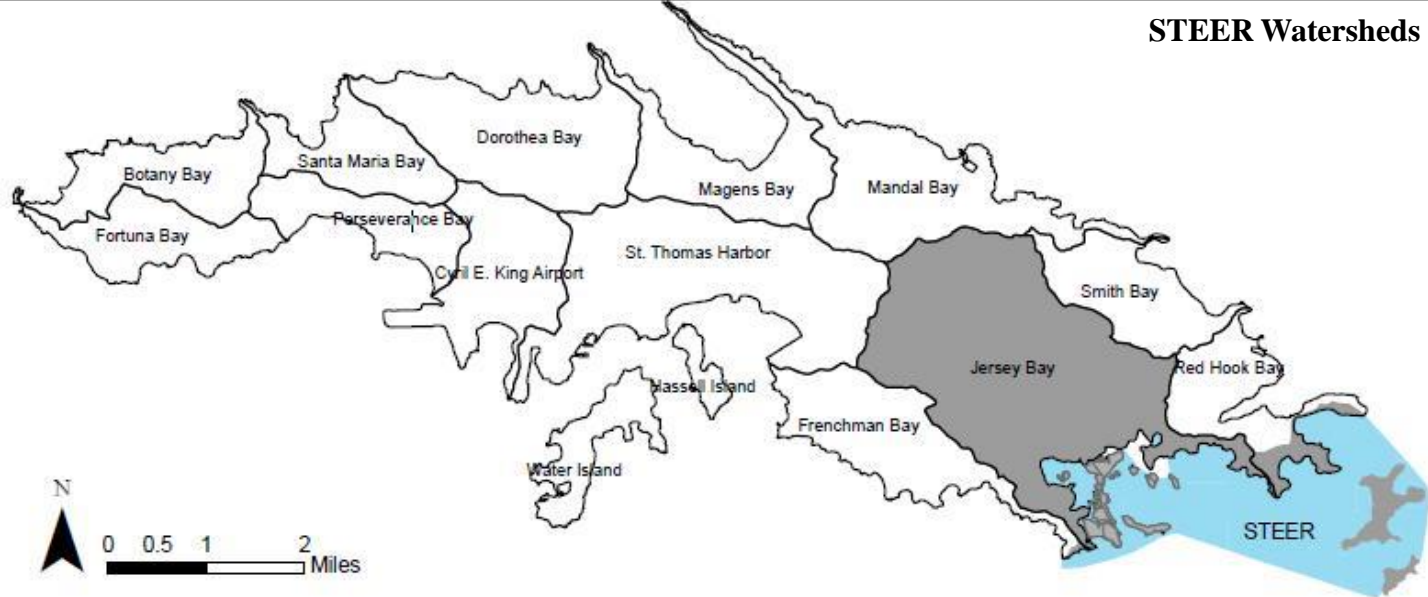 STEER Watersheds
Dorothea Bay
Santa Maria Bay
Botany Bay
Magens Bay
Mandal Bay
Perseverance Bay
Fortuna Bay
St. Thomas Harbor
Cyril E. King Airport
Smith Bay
Jersey Bay
Red Hook Bay
Hassell Island
Frenchman Bay
Water Island
N
STEER
0 0.5 1 2
Miles